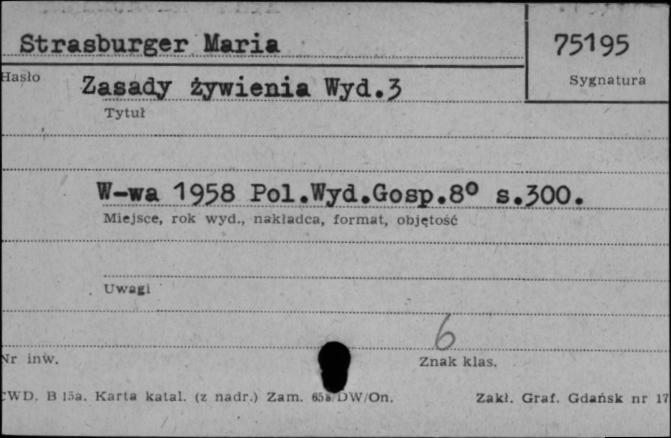 Strasburger Maria
75195
Hasło
Sygnatura
Zasady żywienia Wyd.3
Tytuł
W-wa 1958 Pol.Wyd.Gosp.8° s.300.
Miejsce, rok wyd., nakładca, format, objętość
Uwagi
6
Nr inw.
Znak klas.
CWD. B 15a. Karta katal. (z nadr.) Zam. DW/On.
Zakł. Graf. Gdańsk nr 17